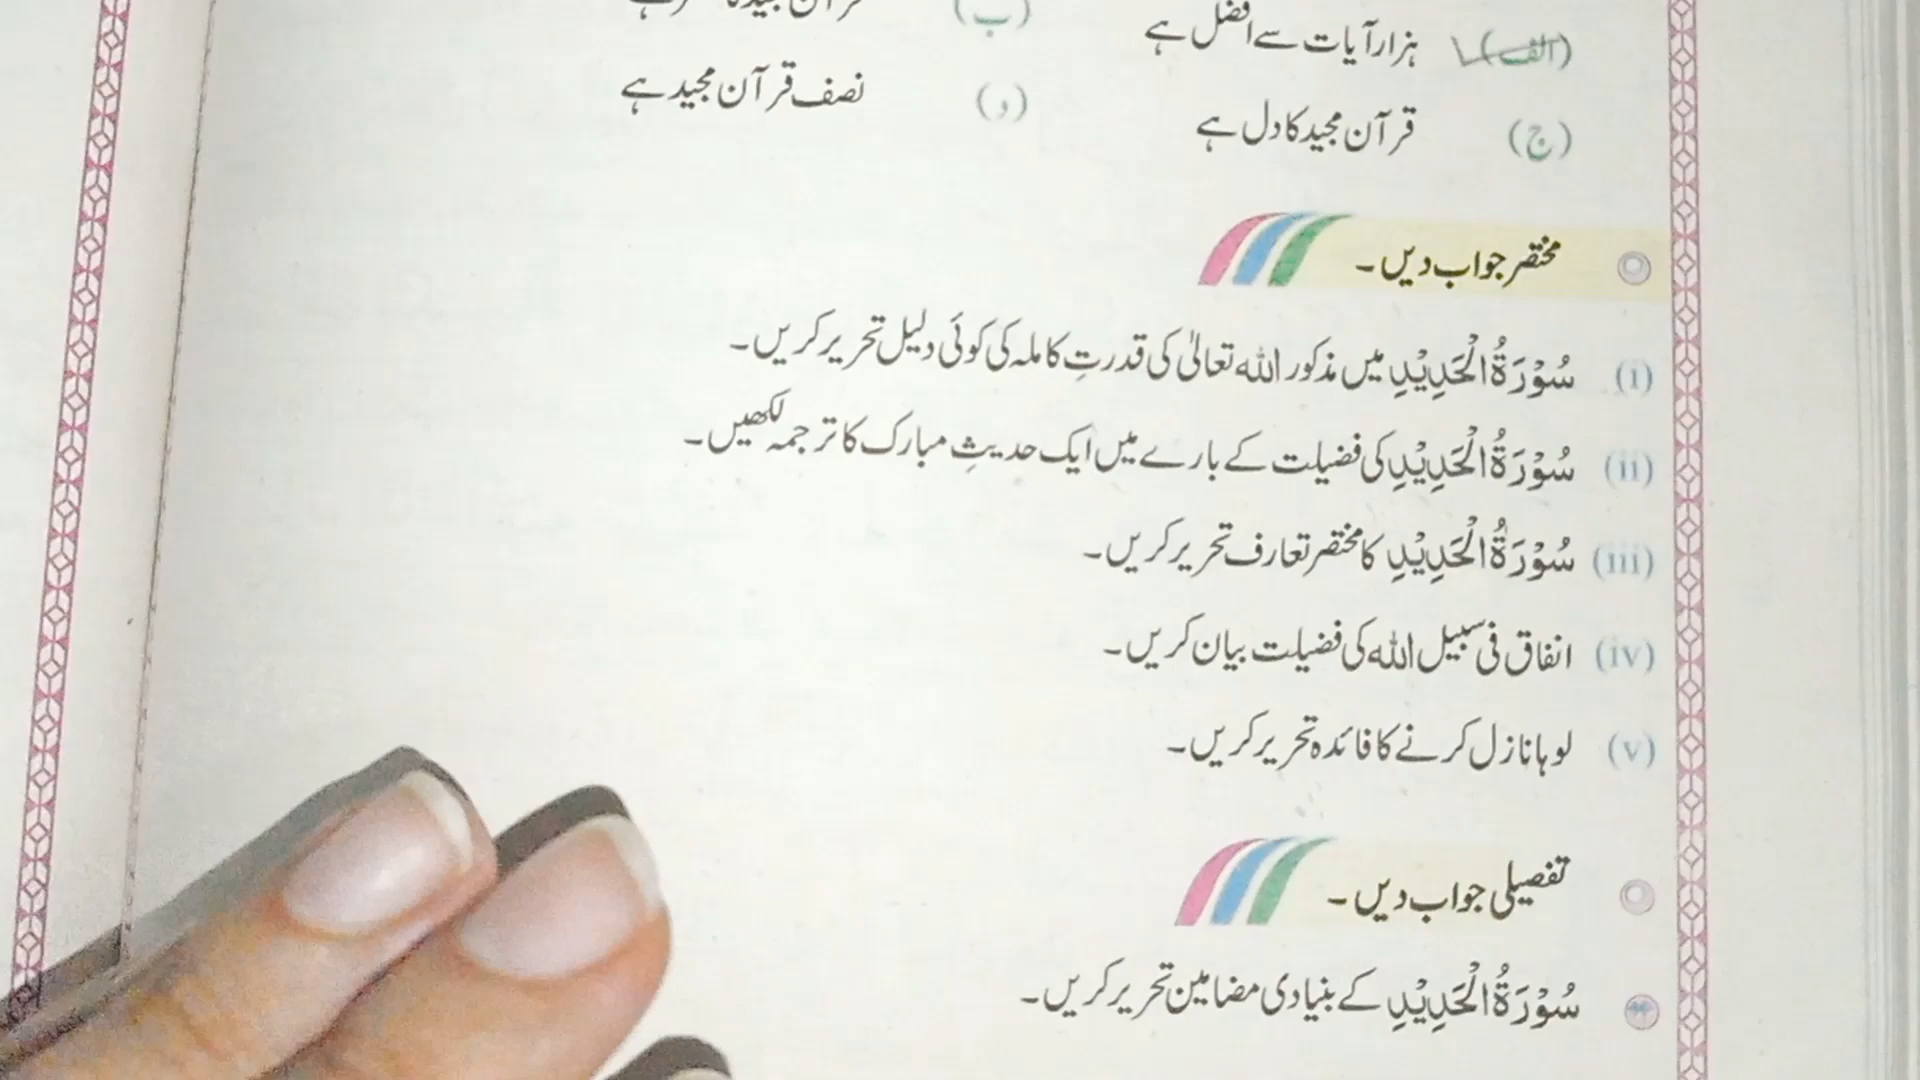 (الف) ہزار آیات سے افضل ہے (ب)
(ج) قرآن مجید کا دل ہے (د) نصف قرآن مجید ہے
مختصر جواب دیں۔
(i) سُوْرَۃُ الْحَدِیْدِ میں مذکور اللہ تعالیٰ کی قدرتِ کاملہ کی کوئی دلیل تحریر کریں۔
(ii) سُوْرَۃُ الْحَدِیْدِ کی فضیلت کے بارے میں ایک حدیثِ مبارک کا ترجمہ لکھیں۔
(iii) سُوْرَۃُ الْحَدِیْدِ کا مختصر تعارف تحریر کریں۔
(iv) انفاق فی سبیل اللہ کی فضیلت بیان کریں۔
(v) لوہا نازل کرنے کا فائدہ تحریر کریں۔
تفصیلی جواب دیں۔
سُوْرَۃُ الْحَدِیْدِ کے بنیادی مضامین تحریر کریں۔